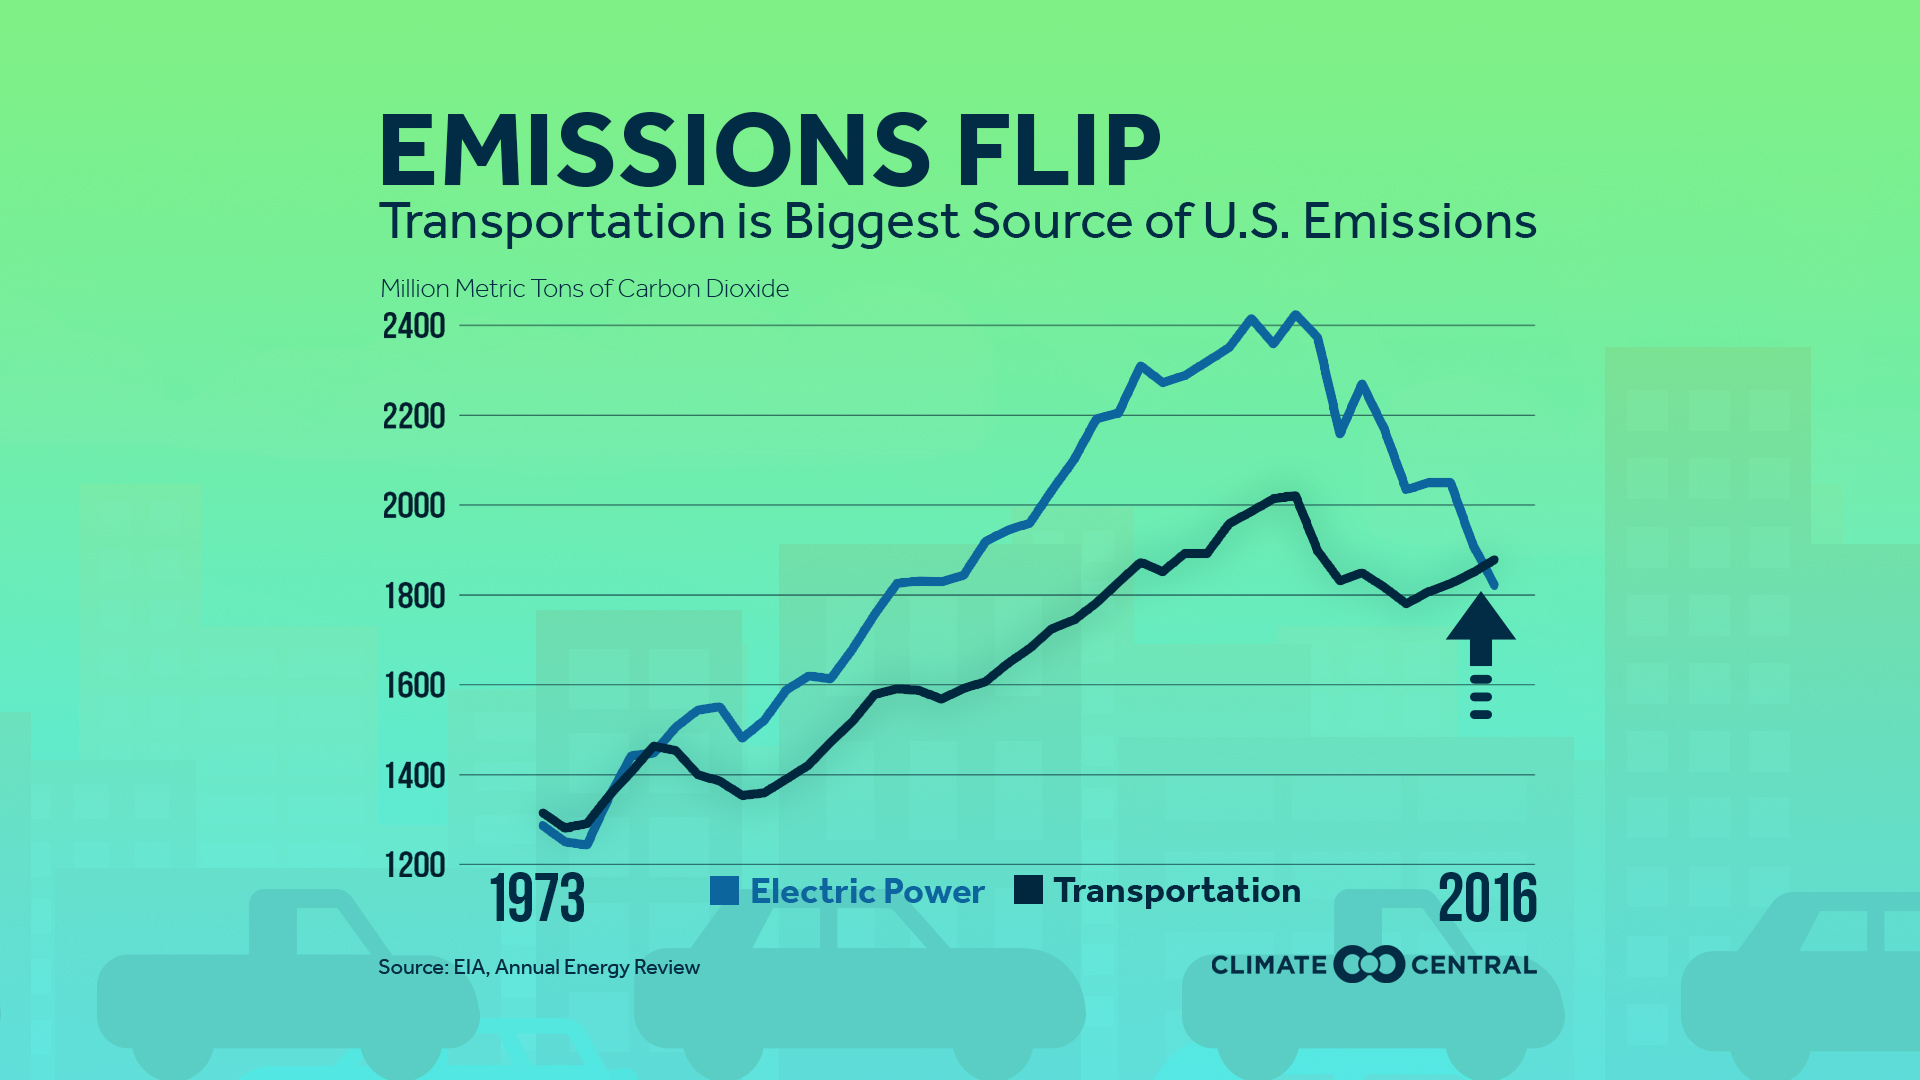 EMISSIONS FLIP
Transportation is Biggest Source of U.S. Emissions
Million Metric Tons of Carbon Dioxide
2400
2200
2000
1800
1600
1400
1200
1973
Electric Power
Transportation
2016
Source: EIA, Annual Energy Review
CLIMATE CENTRAL